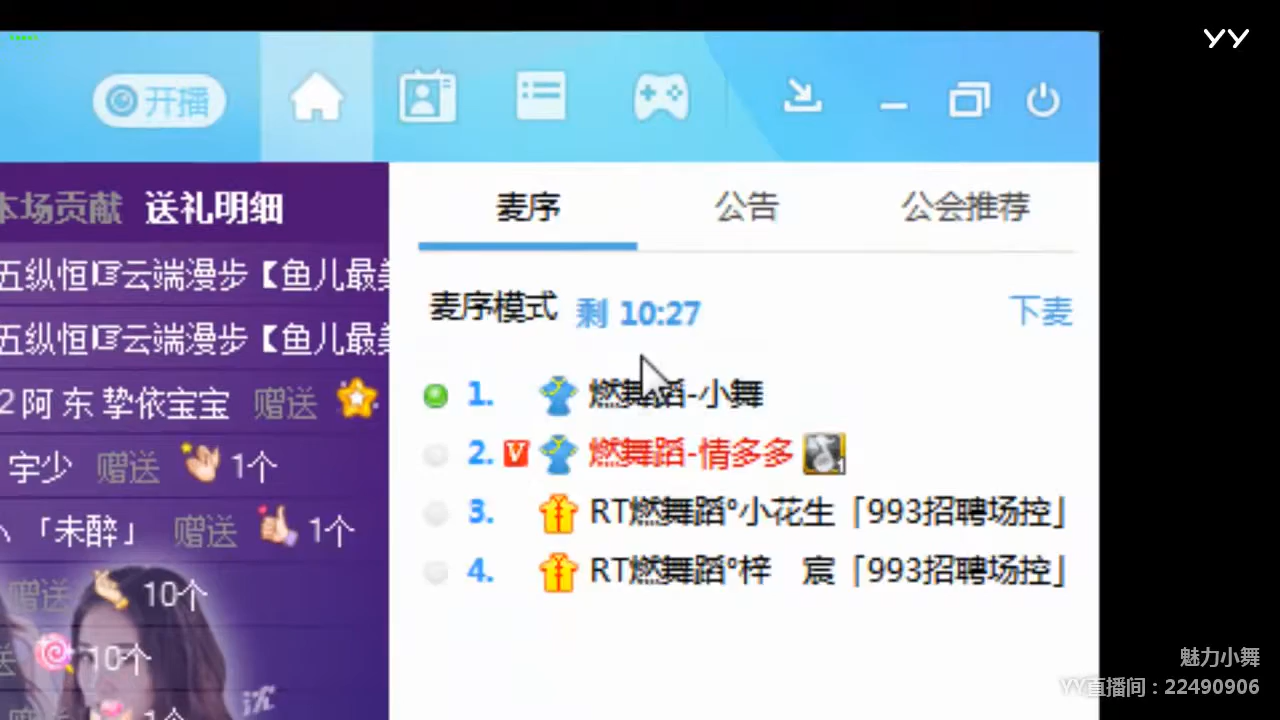 YY
开播
本场贡献 送礼明细
五纵恒☞云端漫步【鱼儿最美
五纵恒☞云端漫步【鱼儿最美
2 阿 东 挚依宝宝 赠送
宇少 赠送 1个
「未醉」 赠送 1个
赠送 10个
送 10个
1个
麦序 公告 公会推荐
麦序模式 剩 10:27 下麦
1. 燃舞蹈-小舞
2. V 燃舞蹈-情多多 1
3. RT燃舞蹈°小花生「993招聘场控」
4. RT燃舞蹈°梓 宸「993招聘场控」
魅力小舞
YY直播间：22490906